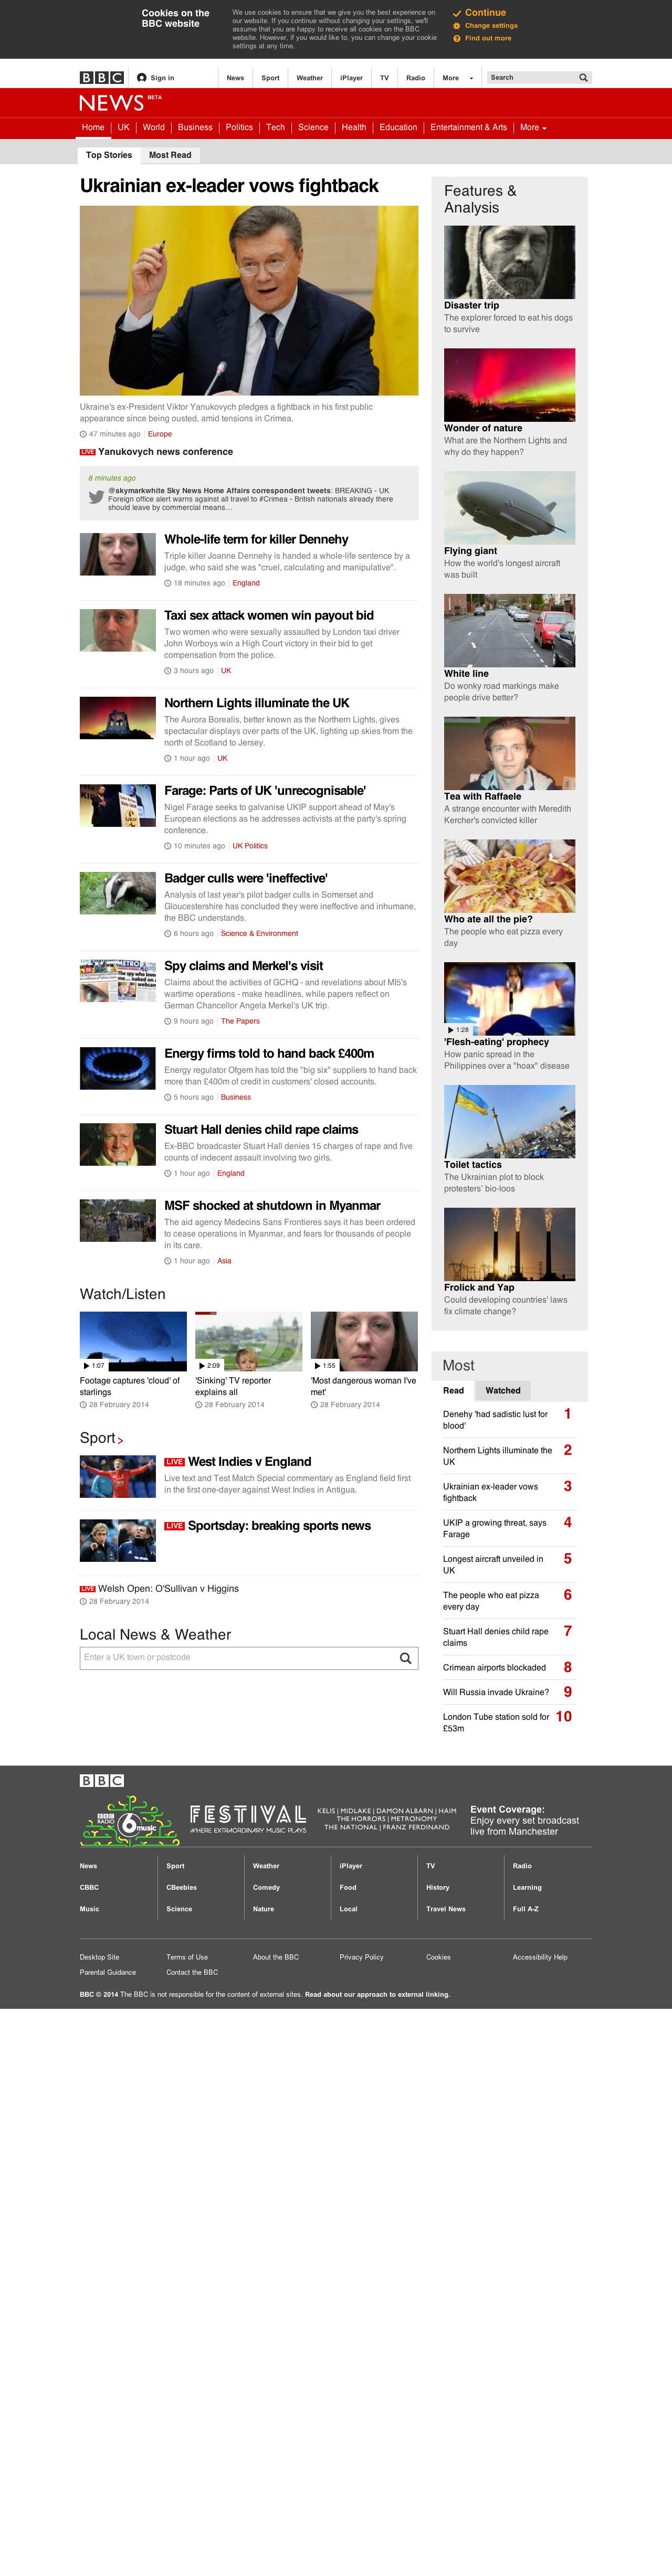 Cookies on the
BBC website
We use cookies to ensure that we give you the best experience on
our website. If you continue without changing your settings, we'll
assume that you are happy to receive all cookies on the BBC
website. However, if you would like to, you can change your cookie
settings at any time.
Continue
Change settings
Find out more
BBC Sign in News Sport Weather iPlayer TV Radio More Search
NEWS BETA
Home UK World Business Politics Tech Science Health Education Entertainment & Arts More
Top Stories Most Read
Ukrainian ex-leader vows fightback
Ukraine's ex-President Viktor Yanukovych pledges a fightback in his first public
appearance since being ousted, amid tensions in Crimea.
47 minutes ago Europe
LIVE Yanukovych news conference
8 minutes ago
@skymarkwhite Sky News Home Affairs correspondent tweets: BREAKING - UK
Foreign office alert warns against all travel to #Crimea - British nationals already there
should leave by commercial means...
Whole-life term for killer Dennehy
Triple killer Joanne Dennehy is handed a whole-life sentence by a
judge, who said she was "cruel, calculating and manipulative".
18 minutes ago England
Taxi sex attack women win payout bid
Two women who were sexually assaulted by London taxi driver
John Worboys win a High Court victory in their bid to get
compensation from the police.
3 hours ago UK
Northern Lights illuminate the UK
The Aurora Borealis, better known as the Northern Lights, gives
spectacular displays over parts of the UK, lighting up skies from the
north of Scotland to Jersey.
1 hour ago UK
Farage: Parts of UK 'unrecognisable'
Nigel Farage seeks to galvanise UKIP support ahead of May's
European elections as he addresses activists at the party's spring
conference.
10 minutes ago UK Politics
Badger culls were 'ineffective'
Analysis of last year's pilot badger culls in Somerset and
Gloucestershire has concluded they were ineffective and inhumane,
the BBC understands.
6 hours ago Science & Environment
Spy claims and Merkel's visit
Claims about the activities of GCHQ - and revelations about MI5's
wartime operations - make headlines, while papers reflect on
German Chancellor Angela Merkel's UK trip.
9 hours ago The Papers
Energy firms told to hand back £400m
Energy regulator Ofgem has told the "big six" suppliers to hand back
more than £400m of credit in customers' closed accounts.
5 hours ago Business
Stuart Hall denies child rape claims
Ex-BBC broadcaster Stuart Hall denies 15 charges of rape and five
counts of indecent assault involving two girls.
1 hour ago England
MSF shocked at shutdown in Myanmar
The aid agency Medecins Sans Frontieres says it has been ordered
to cease operations in Myanmar, and fears for thousands of people
in its care.
1 hour ago Asia
Watch/Listen
1:07
Footage captures 'cloud' of
starlings
28 February 2014
2:09
'Sinking' TV reporter
explains all
28 February 2014
1:55
'Most dangerous woman I've
met'
28 February 2014
Sport
LIVE West Indies v England
Live text and Test Match Special commentary as England field first
in the first one-dayer against West Indies in Antigua.
LIVE Sportsday: breaking sports news
LIVE Welsh Open: O'Sullivan v Higgins
28 February 2014
Local News & Weather
Enter a UK town or postcode
Features &
Analysis
Disaster trip
The explorer forced to eat his dogs
to survive
Wonder of nature
What are the Northern Lights and
why do they happen?
Flying giant
How the world's longest aircraft
was built
White line
Do wonky road markings make
people drive better?
Tea with Raffaele
A strange encounter with Meredith
Kercher's convicted killer
Who ate all the pie?
The people who eat pizza every
day
1:28
'Flesh-eating' prophecy
How panic spread in the
Philippines over a "hoax" disease
Toilet tactics
The Ukrainian plot to block
protesters' bio-loos
Frolick and Yap
Could developing countries' laws
fix climate change?
Most
Read Watched
Denehy 'had sadistic lust for 1
blood'
Northern Lights illuminate the 2
UK
Ukrainian ex-leader vows 3
fightback
UKIP a growing threat, says 4
Farage
Longest aircraft unveiled in 5
UK
The people who eat pizza 6
every day
Stuart Hall denies child rape 7
claims
Crimean airports blockaded 8
Will Russia invade Ukraine? 9
London Tube station sold for 10
£53m
BBC
BBC RADIO 6 music
FESTIVAL
WHERE EXTRAORDINARY MUSIC PLAYS
KELIS | MIDLAKE | DAMON ALBARN | HAIM
THE HORRORS | METRONOMY
THE NATIONAL | FRANZ FERDINAND
Event Coverage:
Enjoy every set broadcast
live from Manchester
News Sport Weather iPlayer TV Radio
CBBC CBeebies Comedy Food History Learning
Music Science Nature Local Travel News Full A-Z
Desktop Site Terms of Use About the BBC Privacy Policy Cookies Accessibility Help
Parental Guidance Contact the BBC
BBC © 2014 The BBC is not responsible for the content of external sites. Read about our approach to external linking.